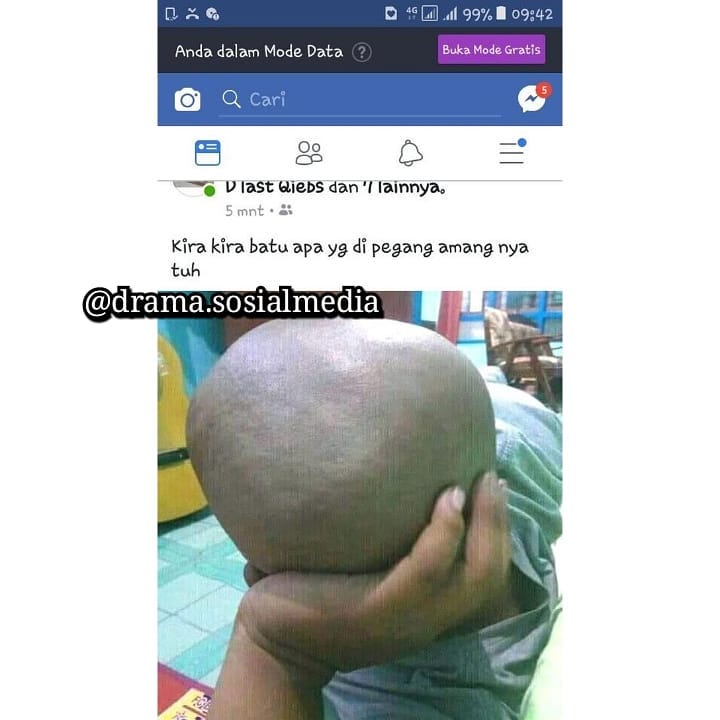 4G 99% 09:42
Anda dalam Mode Data ?
Buka Mode Gratis
Cari
5
D'last Qiebs dan 71 lainnya.
5 mnt
Kira kira batu apa yg di pegang amang nya
tuh
@drama.sosialmedia